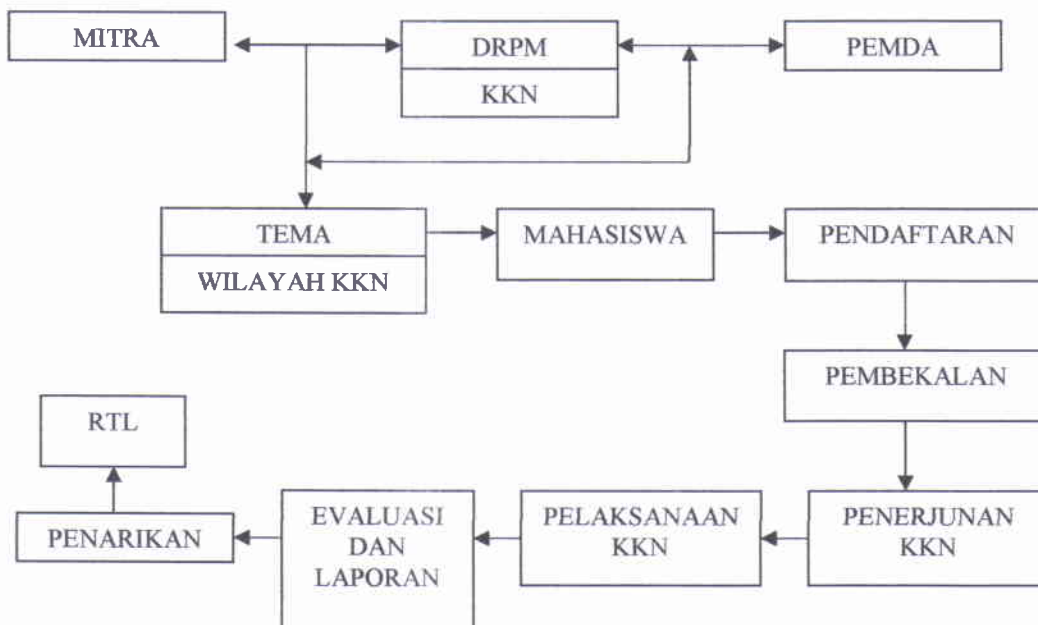 MITRA
DRPM
KKN
PEMDA
TEMA
WILAYAH KKN
MAHASISWA
PENDAFTARAN
PEMBEKALAN
PENERJUNAN
KKN
PELAKSANAAN
KKN
EVALUASI
DAN
LAPORAN
PENARIKAN
RTL